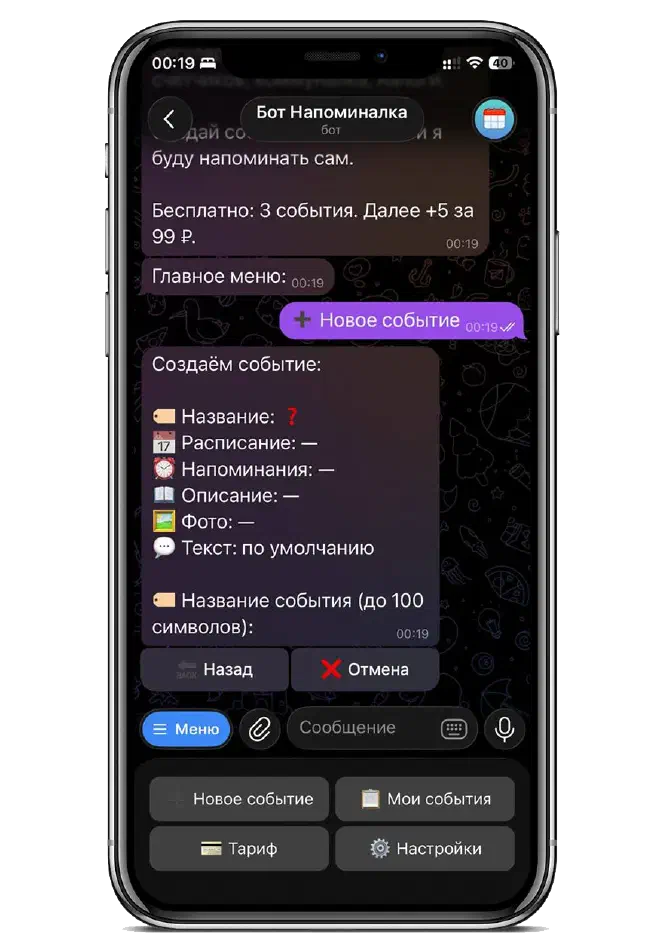 00:19
40
Бот Напоминалка
бот
буду напоминать сам.
Бесплатно: 3 события. Далее +5 за
99 ₽.
00:19
Главное меню: 00:19
➕ Новое событие 00:19
Создаём событие:
🏷️ Название: ❓
📅 Расписание: —
⏰ Напоминания: —
📖 Описание: —
🖼️ Фото: —
💬 Текст: по умолчанию
🏷️ Название события (до 100
символов):
00:19
Назад
❌ Отмена
Меню
Сообщение
➕ Новое событие
📋 Мои события
💳 Тариф
⚙️ Настройки